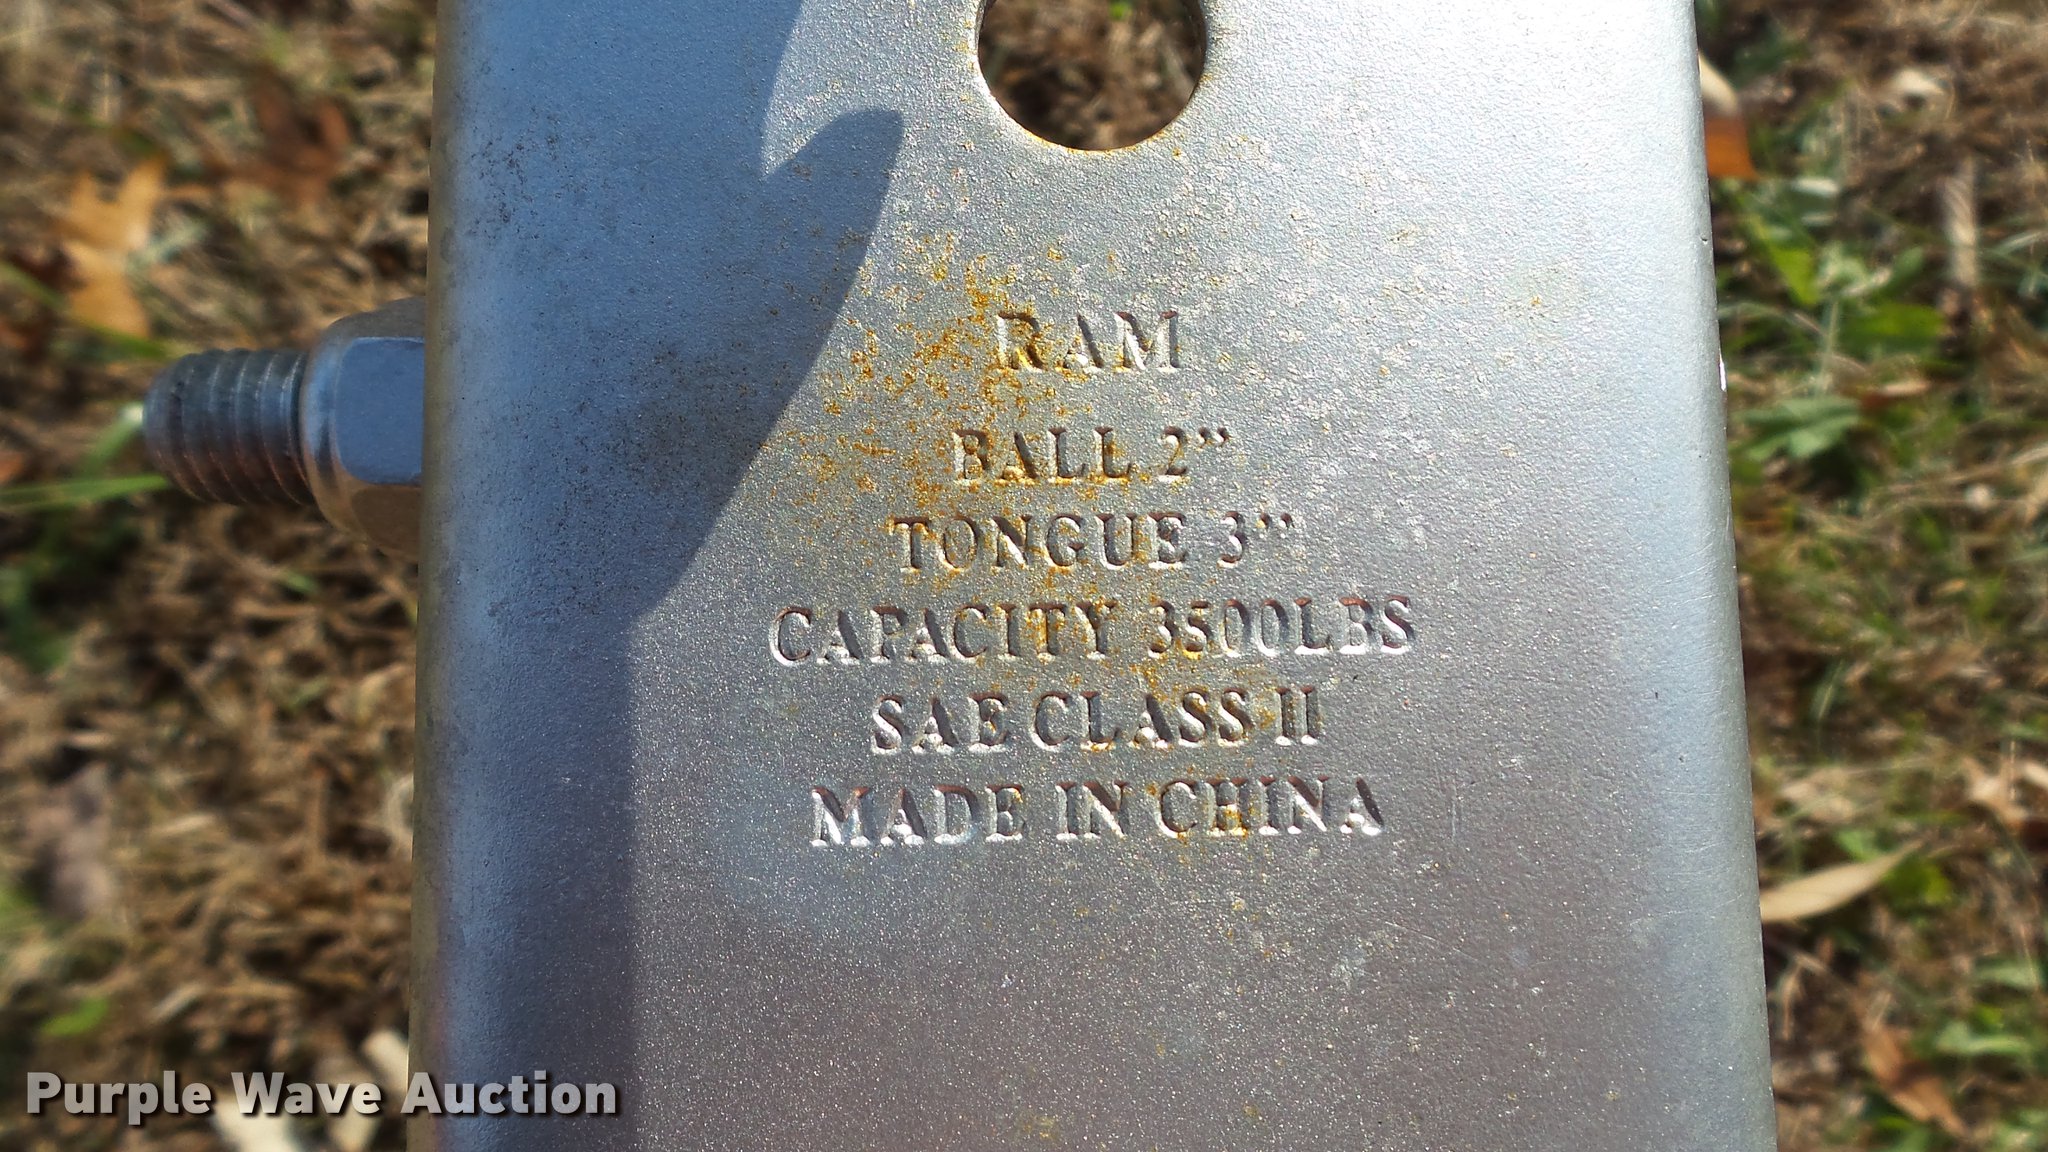 RAM
BALL 2”
TONGUE 3”
CAPACITY 3500LBS
SAE CLASS II
MADE IN CHINA
Purple Wave Auction